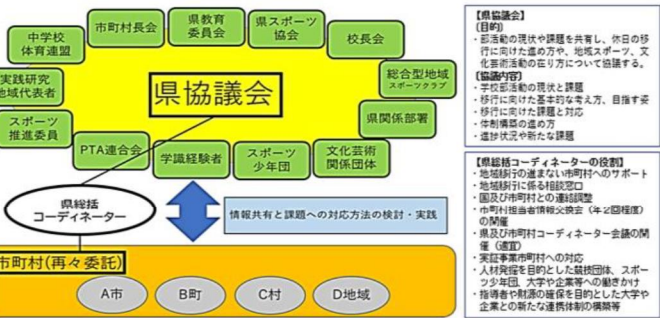 市町村長会
県教育
委員会
県スポーツ
協会
校長会
中学校
体育連盟
総合型地域
スポーツクラブ
実践研究
地域代表者
県協議会
県関係部署
スポーツ
推進委員
PTA連合会
学識経験者
スポーツ
少年団
文化芸術
関係団体
県総括
コーディネーター
情報共有と課題への対応方法の検討・実践
市町村(再々委託)
A市
B町
C村
D地域
【県協議会】
(目的)
・部活動の現状や課題を共有し、休日の移
行に向けた進め方や、地域スポーツ、文
化芸術活動の在り方について協議する。
(協議内容)
・学校部活動の現状と課題
・移行に向けた基本的な考え方、目指す姿
・移行に向けた課題と対応
・体制構築の進め方
・進捗状況や新たな課題
【県総括コーディネーターの役割】
・地域移行の進まない市町村へのサポート
・地域移行に係る相談窓口
・国及び市町村との連絡調整
・市町村担当者情報交換会（年２回程度）
の開催
・県及び市町村コーディネーター会議の開
催（適宜）
・実証事業市町村への対応
・人材発掘を目的とした競技団体、スポー
ツ少年団、大学や企業等への働きかけ
・指導者や財源の確保を目的とした大学や
企業との新たな連携体制の構築等